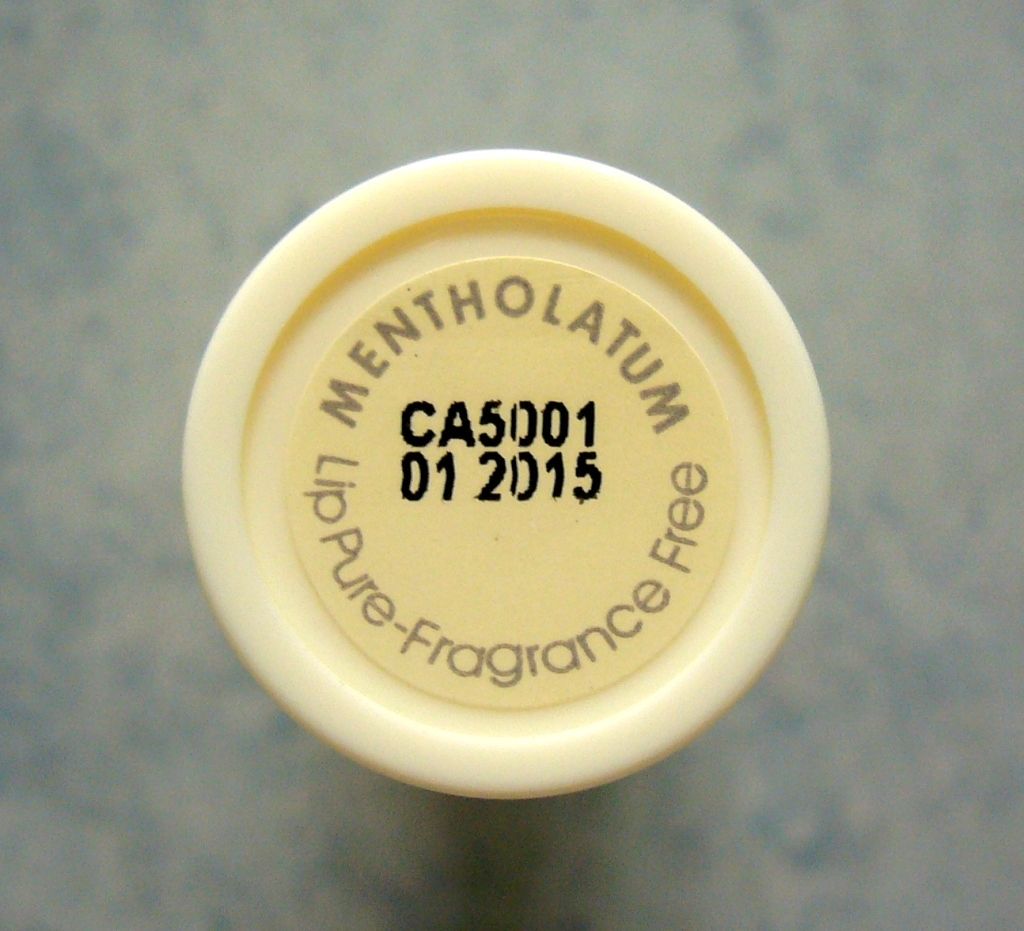 MENTHOLATUM
CA5001
01 2015
LipPure-Fragrance Free